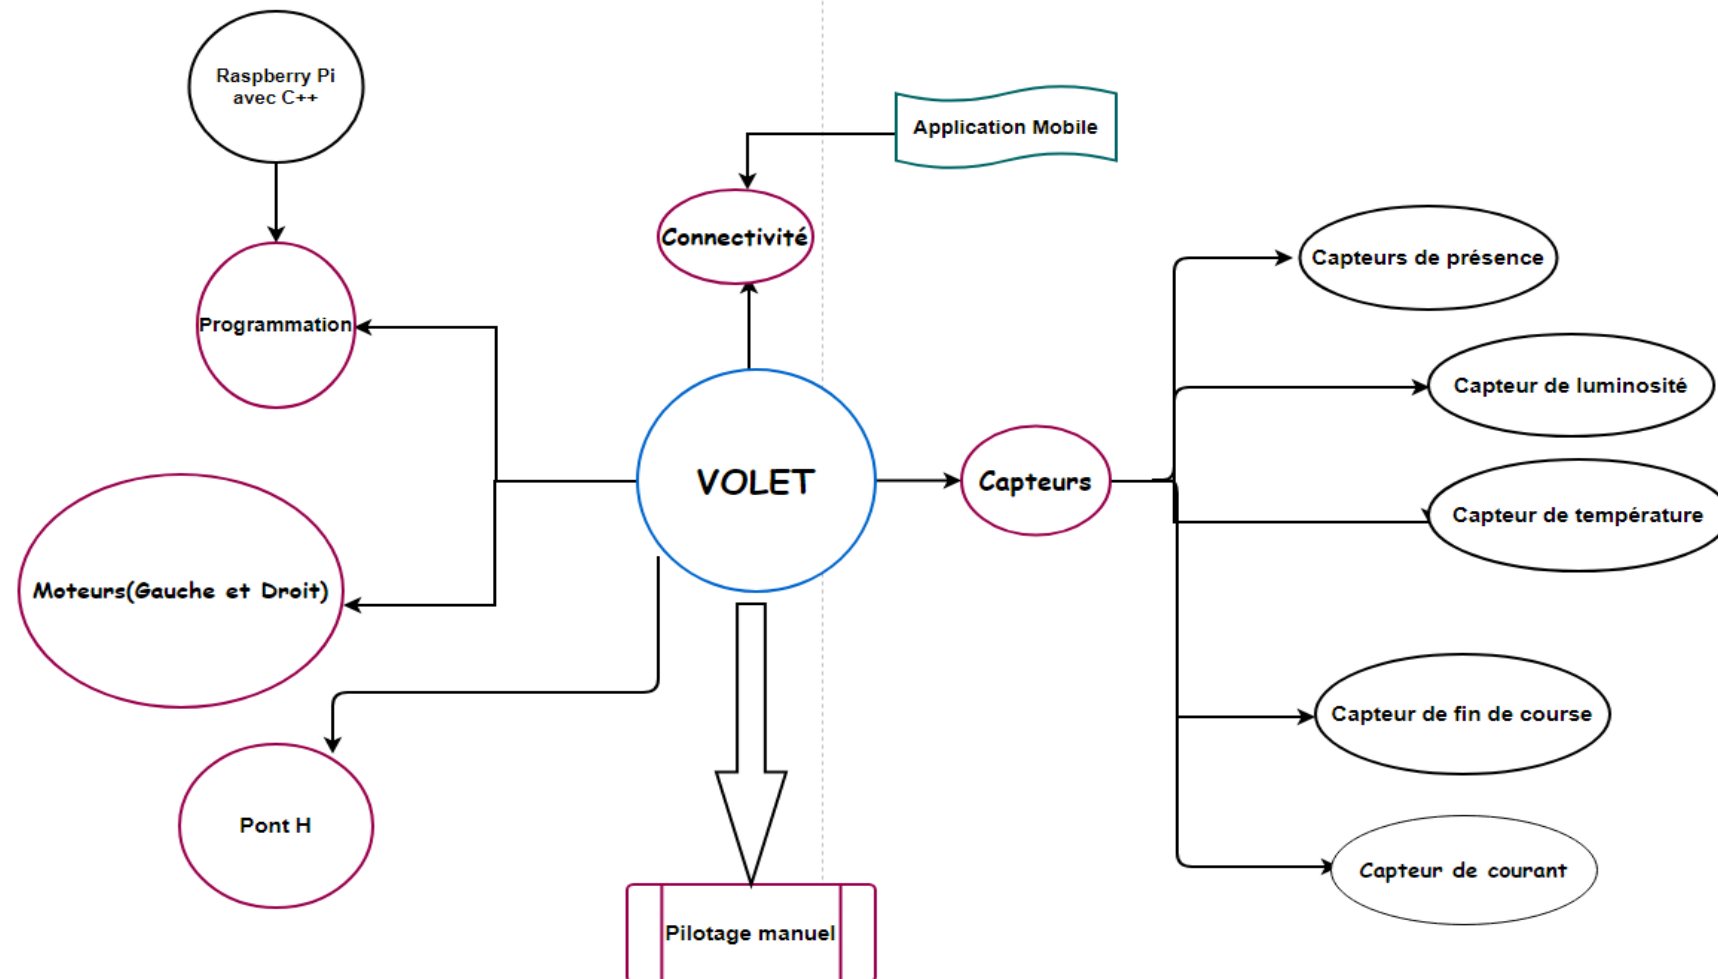 Raspberry Pi
avec C++
Application Mobile
Connectivité
Capteurs de présence
Programmation
Capteur de luminosité
VOLET
Capteurs
Capteur de température
Moteurs(Gauche et Droit)
Capteur de fin de course
Pont H
Capteur de courant
Pilotage manuel